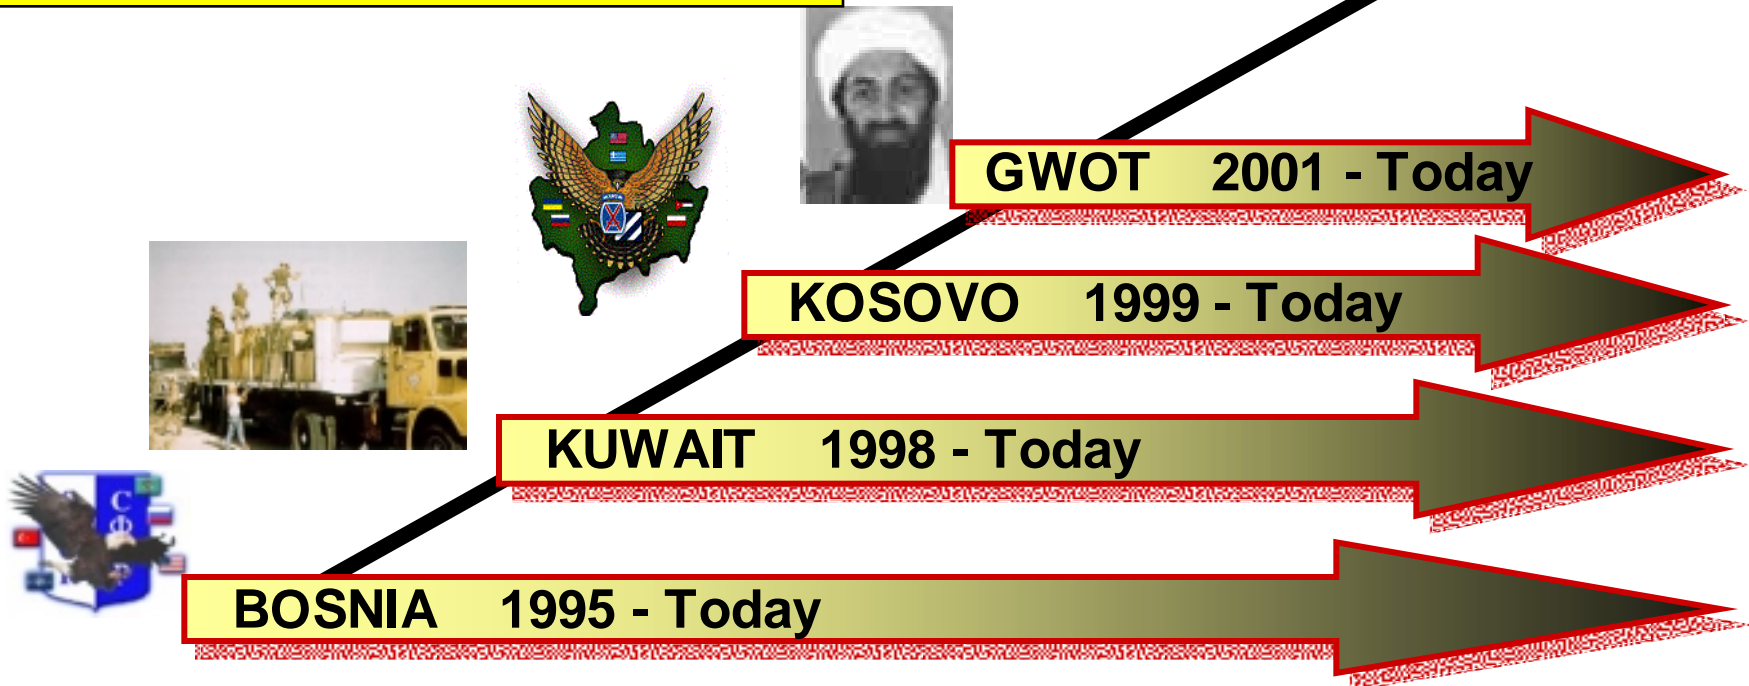 GWOT 2001 - Today
KOSOVO 1999 - Today
KUWAIT 1998 - Today
С
Ф
BOSNIA 1995 - Today